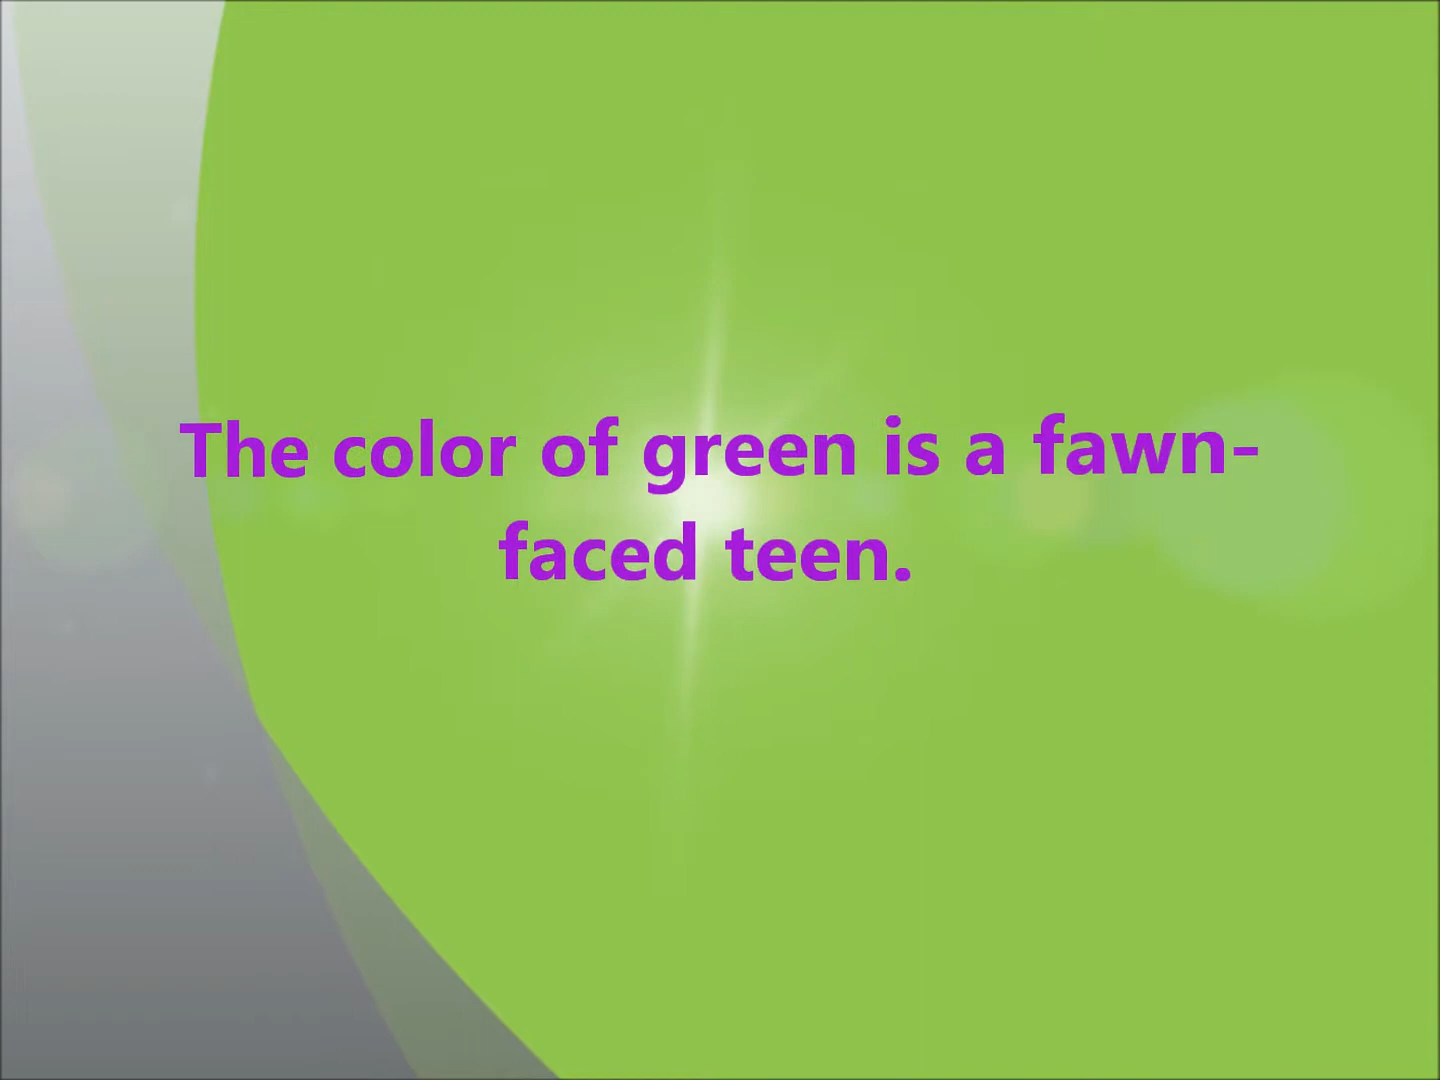 The color of green is a fawn-
faced teen.